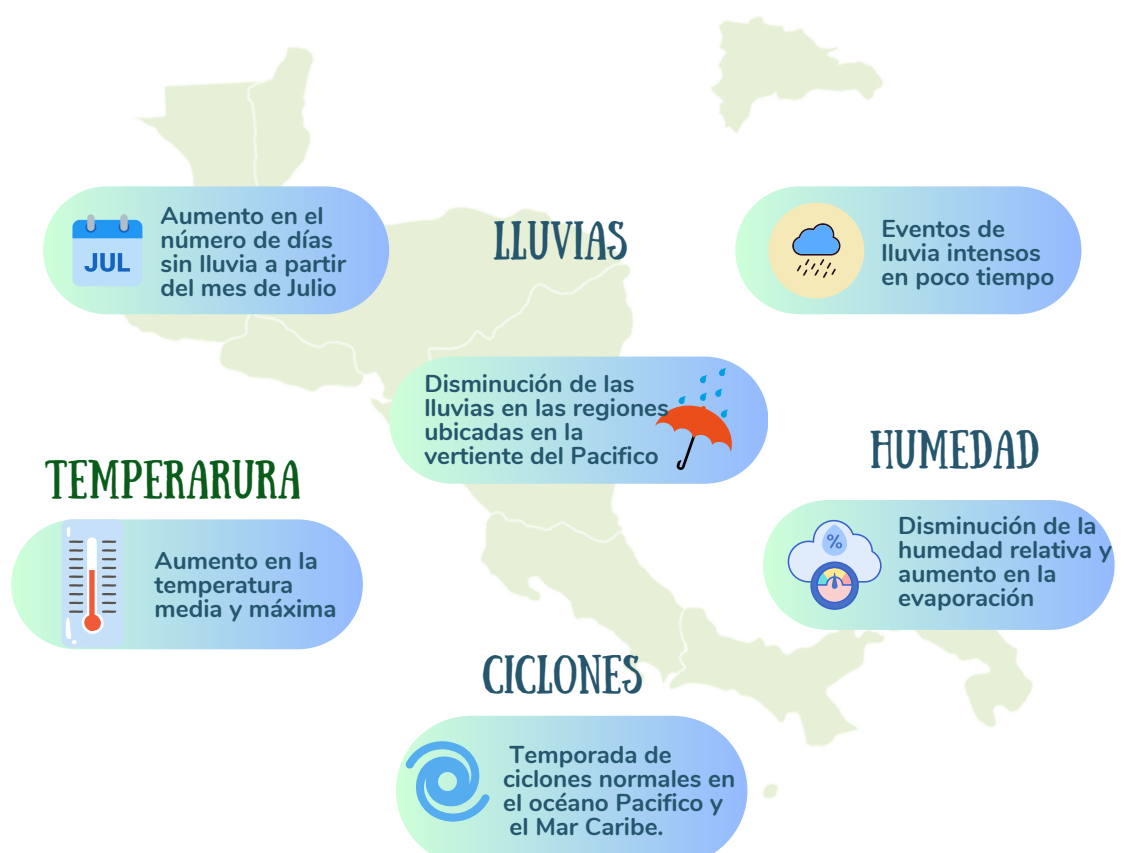 LLUVIAS
JUL
Aumento en el
número de días
sin lluvia a partir
del mes de Julio
Eventos de
lluvia intensos
en poco tiempo
Disminución de las
lluvias en las regiones
ubicadas en la
vertiente del Pacifico
TEMPERARURA
Aumento en la
temperatura
media y máxima
HUMEDAD
%
Disminución de la
humedad relativa y
aumento en la
evaporación
CICLONES
Temporada de
ciclones normales en
el océano Pacifico y
el Mar Caribe.